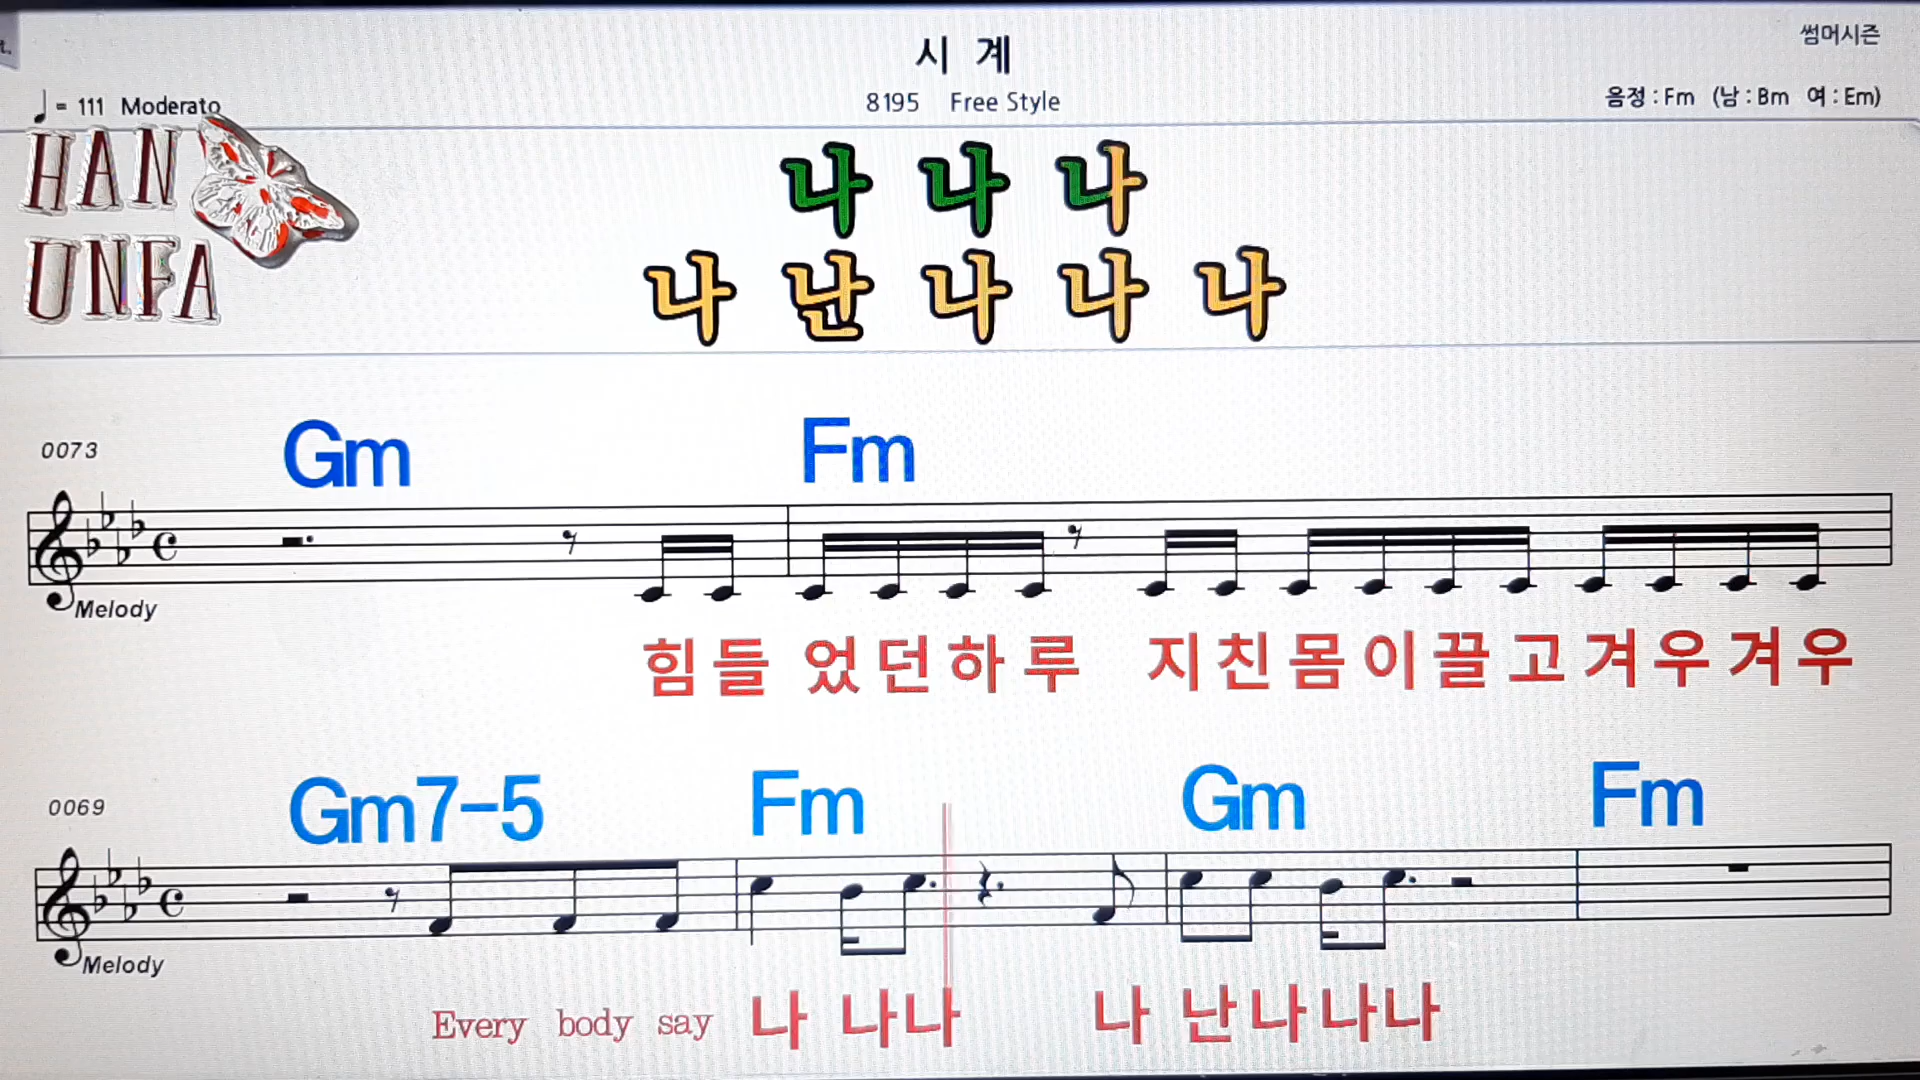 썸머시즌
시 계
♩= 111 Moderato
8195 Free Style
음정 : Fm (남 : Bm 여 : Em)
HAN
UNFA
나 나 나
나 난 나 나 나
0073
Gm Fm
Melody
힘 들 었 던 하 루 지 친 몸 이 끌 고 겨 우 겨 우
0069
Gm7-5 Fm Gm Fm
Melody
Every body say 나 나 나 나 난 나 나 나